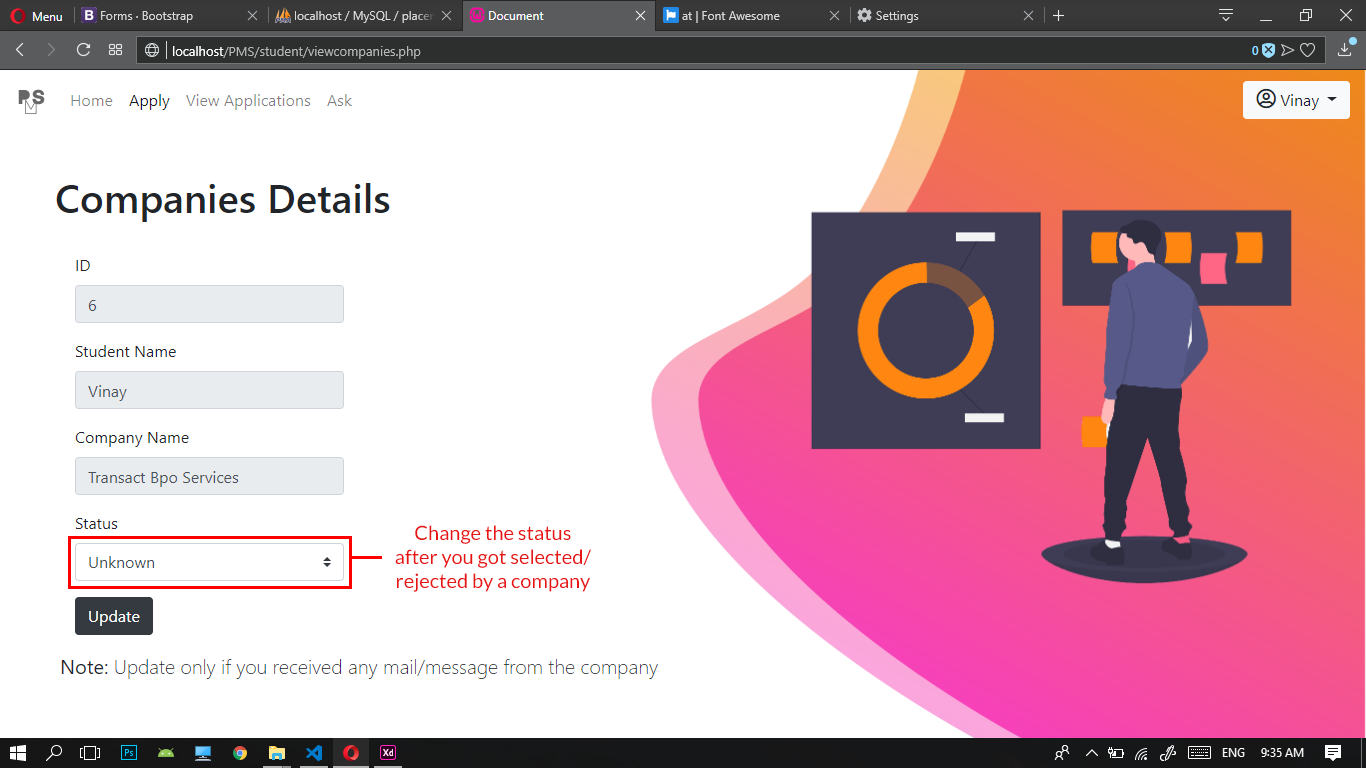 Menu
Forms · Bootstrap
localhost / MySQL / placer
Document
at | Font Awesome
Settings
localhost/PMS/student/viewcompanies.php
0
PMS
Home
Apply
View Applications
Ask
Vinay
Companies Details
ID
6
Student Name
Vinay
Company Name
Transact Bpo Services
Status
Unknown
Change the status
after you got selected/
rejected by a company
Update
Note: Update only if you received any mail/message from the company
Ps
Xd
ENG
9:35 AM